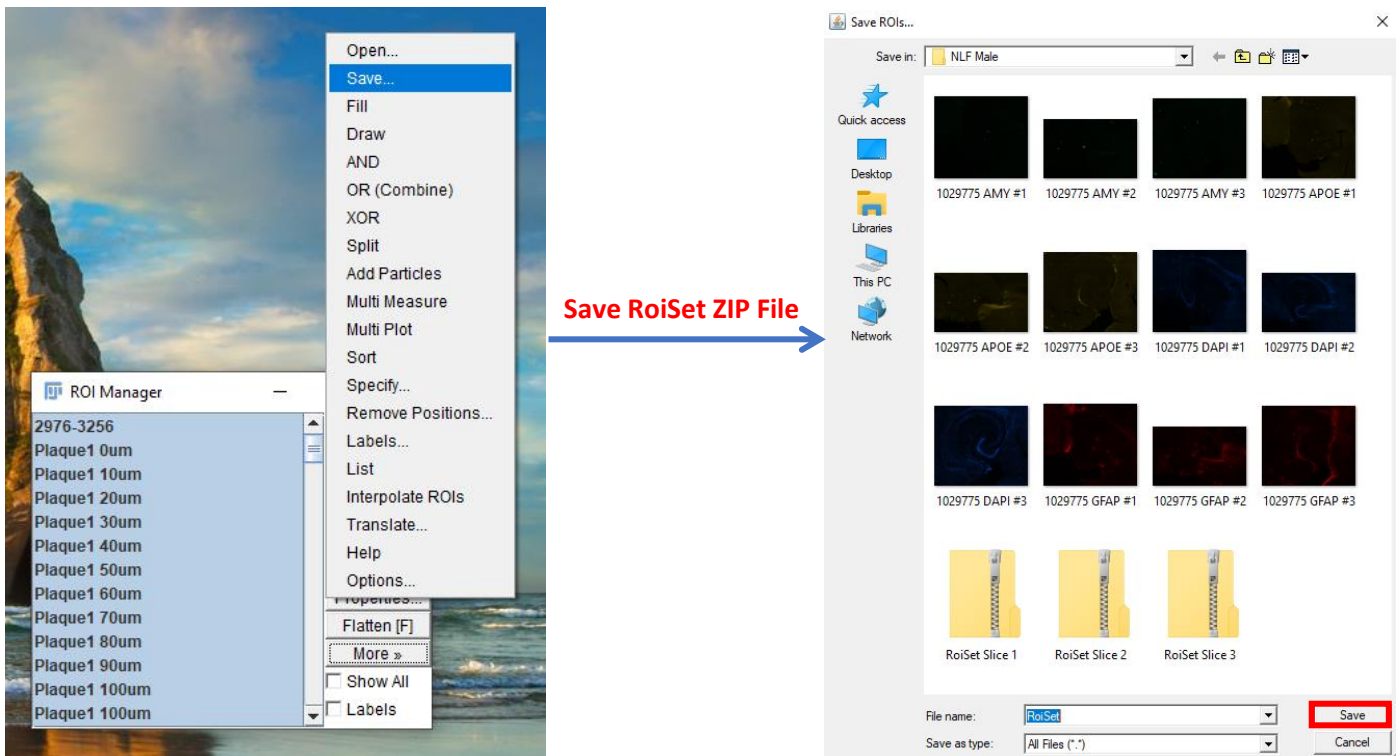 Open...
Save...
Fill
Draw
AND
OR (Combine)
XOR
Split
Add Particles
Multi Measure
Multi Plot
Sort
Specify...
Remove Positions...
Labels...
List
Interpolate ROIs
Translate...
Help
Options...
Properties...
Flatten [F]
More »
Show All
Labels
ROI Manager
2976-3256
Plaque1 0um
Plaque1 10um
Plaque1 20um
Plaque1 30um
Plaque1 40um
Plaque1 50um
Plaque1 60um
Plaque1 70um
Plaque1 80um
Plaque1 90um
Plaque1 100um
Plaque1 100um
Save RoiSet ZIP File
Save ROIs...
Save in: NLF Male
Quick access
Desktop
Libraries
This PC
Network
1029775 AMY #1 1029775 AMY #2 1029775 AMY #3 1029775 APOE #1
1029775 APOE #2 1029775 APOE #3 1029775 DAPI #1 1029775 DAPI #2
1029775 DAPI #3 1029775 GFAP #1 1029775 GFAP #2 1029775 GFAP #3
RoiSet Slice 1 RoiSet Slice 2 RoiSet Slice 3
File name: RoiSet Save
Save as type: All Files (*.*) Cancel